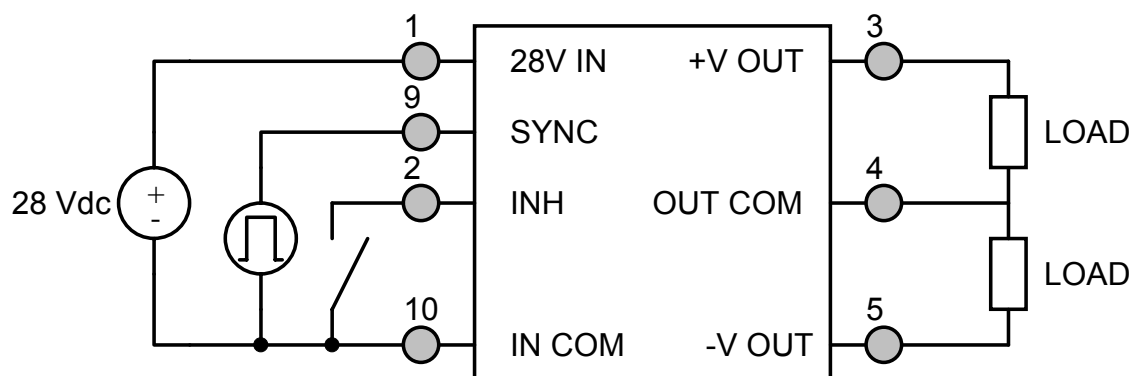 1
28V IN
+V OUT
3
9
SYNC
LOAD
2
INH
OUT COM
4
28 Vdc
+
-
LOAD
10
IN COM
-V OUT
5